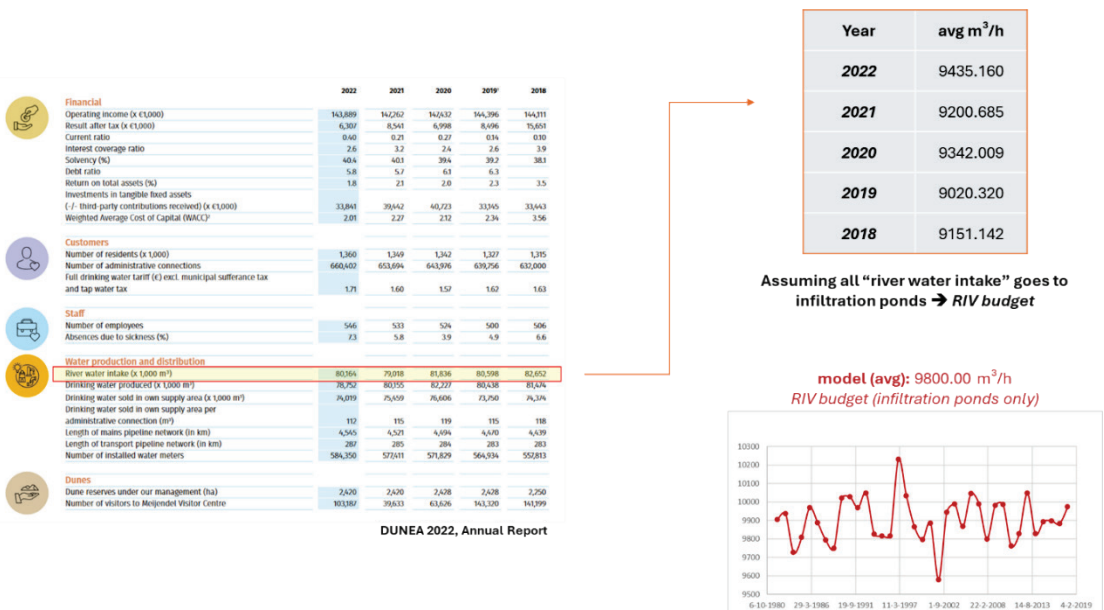 2022 2021 2020 2019¹ 2018
Financial
Operating income (x €1,000) 143,889 142,262 142,432 144,396 144,111
Result after tax (x €1,000) 6,307 8,541 6,998 8,496 15,651
Current ratio 0.40 0.21 0.27 0.14 0.10
Interest coverage ratio 2.6 3.2 2.4 2.6 3.9
Solvency (%) 40.4 40.1 39.4 39.2 38.1
Debt ratio 5.8 5.7 6.1 6.3
Return on total assets (%) 1.8 2.1 2.0 2.3 3.5
Investments in tangible fixed assets
(-/- third-party contributions received) (x €1,000) 33,841 39,442 40,723 33,145 33,443
Weighted Average Cost of Capital (WACC)² 2.01 2.27 2.12 2.34 3.56
Customers
Number of residents (x 1,000) 1,360 1,349 1,342 1,327 1,315
Number of administrative connections 660,402 653,694 643,976 639,756 632,000
Full drinking water tariff (€) excl. municipal sufferance tax
and tap water tax 1.71 1.60 1.57 1.62 1.63
Staff
Number of employees 546 533 524 500 506
Absences due to sickness (%) 7.3 5.8 3.9 4.9 6.6
Water production and distribution
River water intake (x 1,000 m³) 80,164 79,018 81,836 80,598 82,652
Drinking water produced (x 1,000 m³) 78,752 80,155 82,227 80,438 81,474
Drinking water sold in own supply area (x 1,000 m³) 74,019 75,459 76,606 73,750 74,374
Drinking water sold in own supply area per
administrative connection (m³) 112 115 119 115 118
Length of mains pipeline network (in km) 4,545 4,521 4,494 4,470 4,439
Length of transport pipeline network (in km) 287 285 284 283 283
Number of installed water meters 584,350 577,411 571,829 564,934 557,813
Dunes
Dune reserves under our management (ha) 2,420 2,420 2,428 2,428 2,250
Number of visitors to Meijendel Visitor Centre 103,187 39,633 63,626 143,320 141,199
DUNEA 2022, Annual Report
Year avg m³/h
2022 9435.160
2021 9200.685
2020 9342.009
2019 9020.320
2018 9151.142
Assuming all “river water intake” goes to
infiltration ponds ➔ RIV budget
model (avg): 9800.00 m³/h
RIV budget (infiltration ponds only)
10300
10200
10100
10000
9900
9800
9700
9600
9500
6-10-1980 29-3-1986 19-9-1991 11-3-1997 1-9-2002 22-2-2008 14-8-2013 4-2-2019